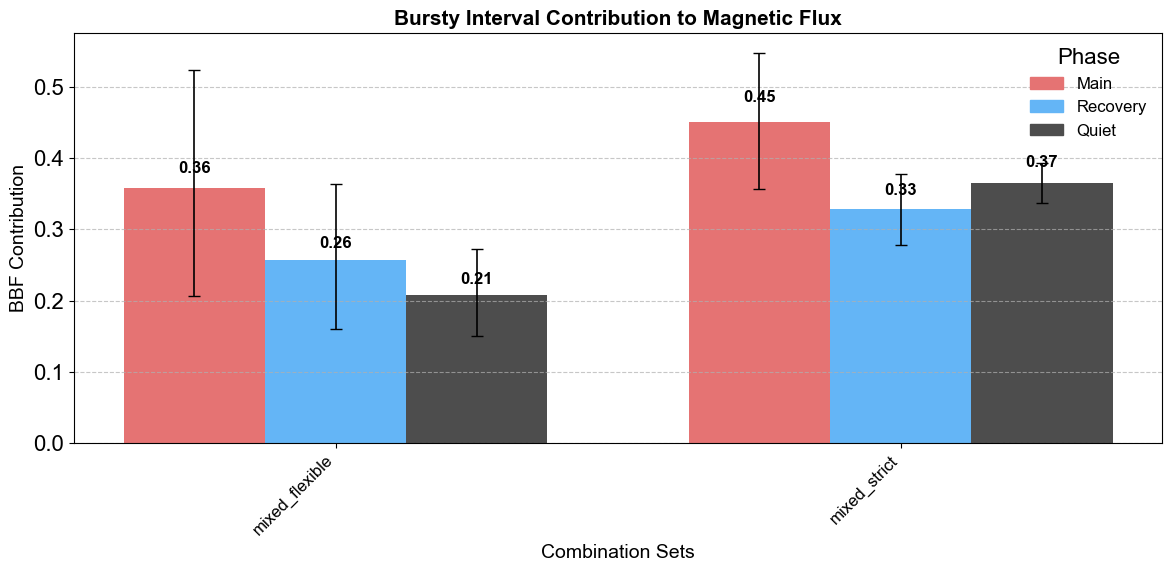 Bursty Interval Contribution to Magnetic Flux
BBF Contribution
0.5
0.4
0.3
0.2
0.1
0.0
0.36
0.26
0.21
0.45
0.33
0.37
Phase
Main
Recovery
Quiet
mixed_flexible
mixed_strict
Combination Sets